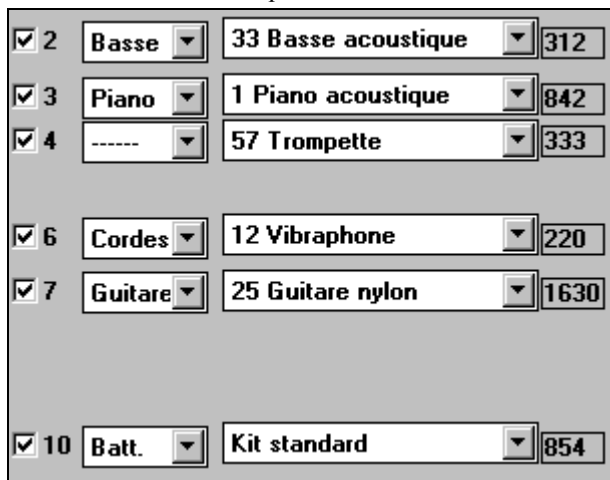 2 Basse 33 Basse acoustique 312
3 Piano 1 Piano acoustique 842
4 ------ 57 Trompette 333
6 Cordes 12 Vibraphone 220
7 Guitare 25 Guitare nylon 1630
10 Batt. Kit standard 854